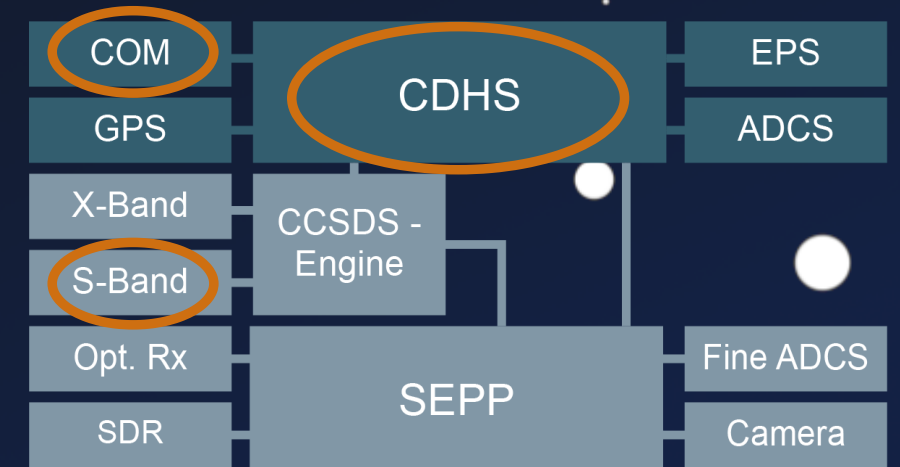 COM
CDHS
EPS
GPS
ADCS
X-Band
CCSDS -
Engine
S-Band
Opt. Rx
SEPP
Fine ADCS
SDR
Camera